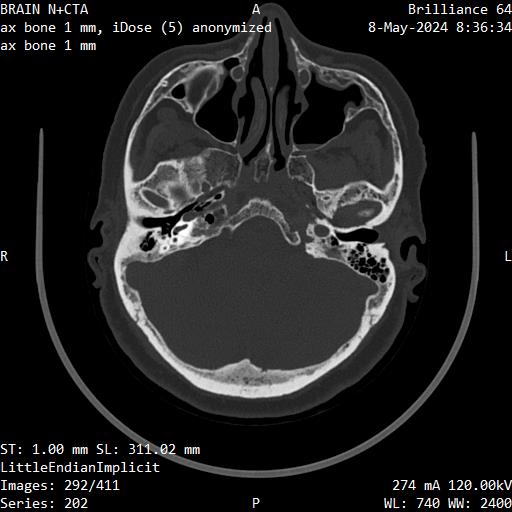 BRAIN N+CTA
ax bone 1 mm, iDose (5) anonymized
ax bone 1 mm
A
Brilliance 64
8-May-2024 8:36:34
R
L
ST: 1.00 mm SL: 311.02 mm
LittleEndianImplicit
Images: 292/411
Series: 202
P
274 mA 120.00kV
WL: 740 WW: 2400